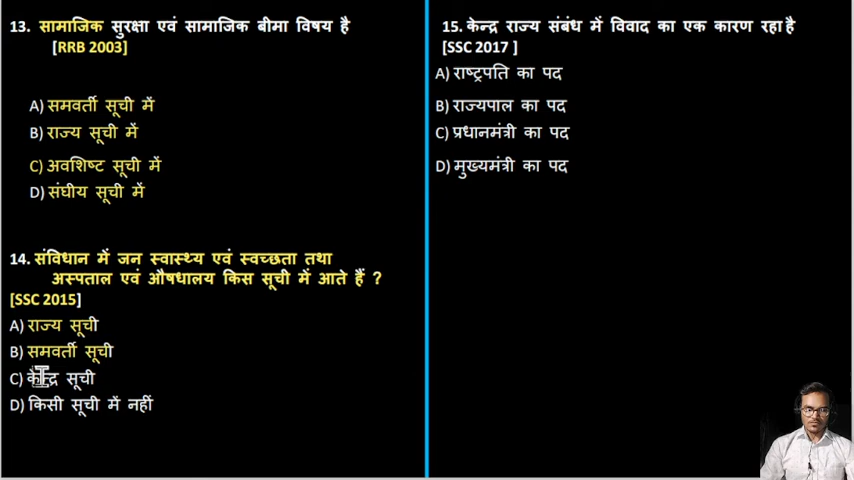 13. सामाजिक सुरक्षा एवं सामाजिक बीमा विषय है
[RRB 2003]
A) समवर्ती सूची में
B) राज्य सूची में
C) अवशिष्ट सूची में
D) संघीय सूची में
14. संविधान में जन स्वास्थ्य एवं स्वच्छता तथा
अस्पताल एवं औषधालय किस सूची में आते हैं ?
[SSC 2015]
A) राज्य सूची
B) समवर्ती सूची
C) केन्द्र सूची
D) किसी सूची में नहीं
15. केन्द्र राज्य संबंध में विवाद का एक कारण रहा है
[SSC 2017 ]
A) राष्ट्रपति का पद
B) राज्यपाल का पद
C) प्रधानमंत्री का पद
D) मुख्यमंत्री का पद